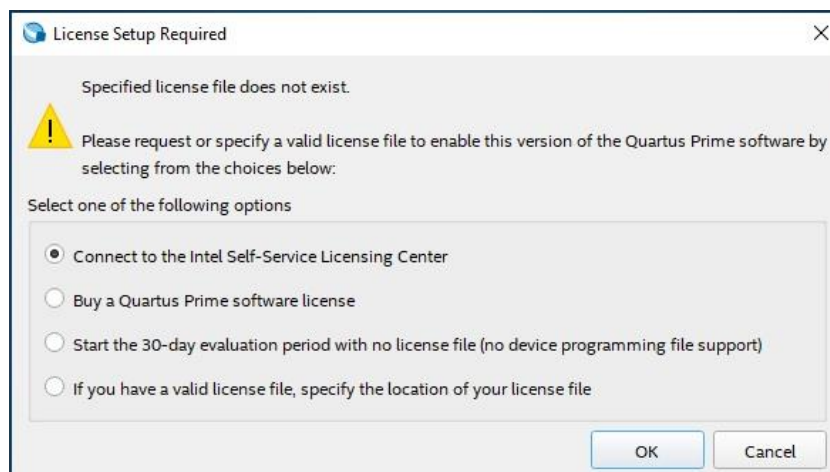 License Setup Required
Specified license file does not exist.
Please request or specify a valid license file to enable this version of the Quartus Prime software by
selecting from the choices below:
Select one of the following options
Connect to the Intel Self-Service Licensing Center
Buy a Quartus Prime software license
Start the 30-day evaluation period with no license file (no device programming file support)
If you have a valid license file, specify the location of your license file
OK Cancel